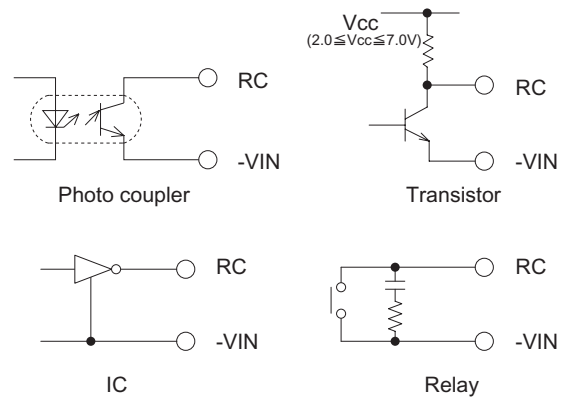 Vcc
(2.0≦Vcc≦7.0V)
RC
-VIN
Photo coupler
RC
-VIN
Transistor
RC
-VIN
IC
RC
-VIN
Relay